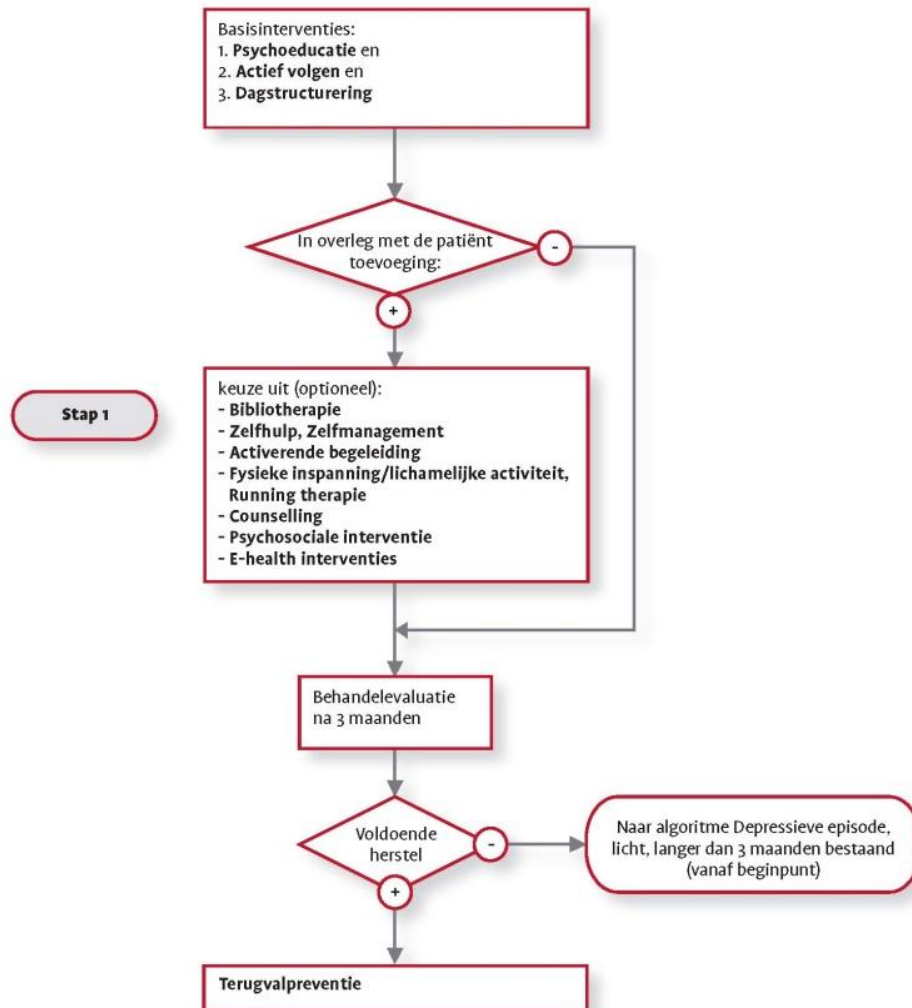 Basisinterventies:
1. Psychoeducatie en
2. Actief volgen en
3. Dagstructurering
In overleg met de patiënt
toevoeging:
-
+
Stap 1
keuze uit (optioneel):
- Bibliotherapie
- Zelfhulp, Zelfmanagement
- Activerende begeleiding
- Fysieke inspanning/lichamelijke activiteit,
Running therapie
- Counselling
- Psychosociale interventie
- E-health interventies
Behandelevaluatie
na 3 maanden
Voldoende
herstel
-
+
Naar algoritme Depressieve episode,
licht, langer dan 3 maanden bestaand
(vanaf beginpunt)
Terugvalpreventie